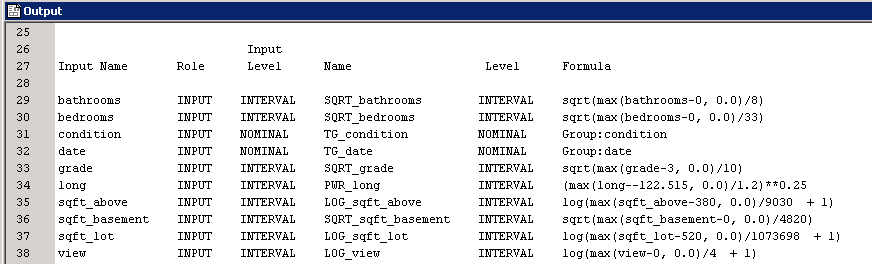 Output
25
26 Input
27 Input Name Role Level Name Level Formula
28
29 bathrooms INPUT INTERVAL SQRT_bathrooms INTERVAL sqrt(max(bathrooms-0, 0.0)/8)
30 bedrooms INPUT INTERVAL SQRT_bedrooms INTERVAL sqrt(max(bedrooms-0, 0.0)/33)
31 condition INPUT NOMINAL TG_condition NOMINAL Group:condition
32 date INPUT NOMINAL TG_date NOMINAL Group:date
33 grade INPUT INTERVAL SQRT_grade INTERVAL sqrt(max(grade-3, 0.0)/10)
34 long INPUT INTERVAL PWR_long INTERVAL (max(long--122.515, 0.0)/1.2)**0.25
35 sqft_above INPUT INTERVAL LOG_sqft_above INTERVAL log(max(sqft_above-380, 0.0)/9030 + 1)
36 sqft_basement INPUT INTERVAL SQRT_sqft_basement INTERVAL sqrt(max(sqft_basement-0, 0.0)/4820)
37 sqft_lot INPUT INTERVAL LOG_sqft_lot INTERVAL log(max(sqft_lot-520, 0.0)/1073698 + 1)
38 view INPUT INTERVAL LOG_view INTERVAL log(max(view-0, 0.0)/4 + 1)